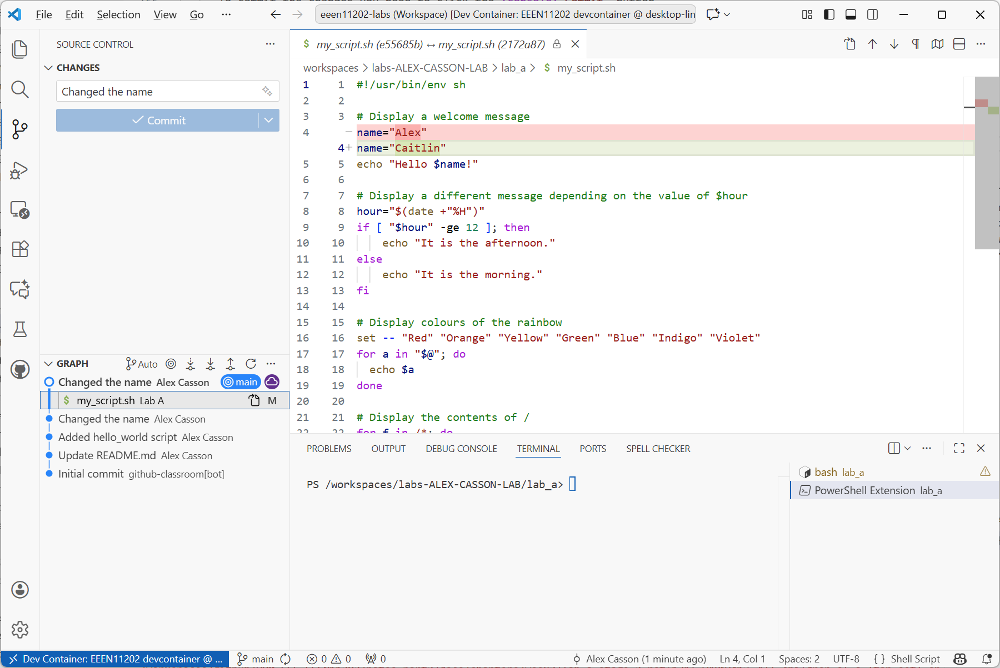 File Edit Selection View Go ··· eeen11202-labs (Workspace) [Dev Container: EEEN11202 devcontainer @ desktop-lin
SOURCE CONTROL ···
CHANGES
Changed the name
Commit
GRAPH Auto ···
Changed the name Alex Casson main
$ my_script.sh Lab A M
Changed the name Alex Casson
Added hello_world script Alex Casson
Update README.md Alex Casson
Initial commit github-classroom[bot]
$ my_script.sh (e55685b) ↔ my_script.sh (2172a87)
workspaces > labs-ALEX-CASSON-LAB > lab_a > $ my_script.sh
1 1 #!/usr/bin/env sh
2 2
3 3 # Display a welcome message
4 − name="Alex"
4+ name="Caitlin"
5 5 echo "Hello $name!"
6 6
7 7 # Display a different message depending on the value of $hour
8 8 hour="$(date +"%H")"
9 9 if [ "$hour" -ge 12 ]; then
10 10 echo "It is the afternoon."
11 11 else
12 12 echo "It is the morning."
13 13 fi
14 14
15 15 # Display colours of the rainbow
16 16 set -- "Red" "Orange" "Yellow" "Green" "Blue" "Indigo" "Violet"
17 17 for a in "$@"; do
18 18 echo $a
19 19 done
20 20
21 21 # Display the contents of /
22 22 for f in /*; do
PROBLEMS OUTPUT DEBUG CONSOLE TERMINAL PORTS SPELL CHECKER ···
PS /workspaces/labs-ALEX-CASSON-LAB/lab_a>
bash lab_a
PowerShell Extension lab_a
Dev Container: EEEN11202 devcontainer @ ... main 0 0 0 Alex Casson (1 minute ago) Ln 4, Col 1 Spaces: 2 UTF-8 { } Shell Script